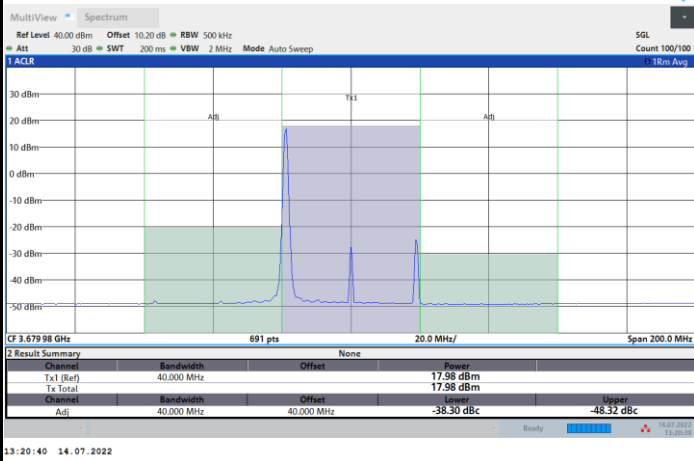 MultiView Spectrum
Ref Level 40.00 dBm Offset 10.20 dB RBW 500 kHz SGL
Att 30 dB SWT 200 ms VBW 2 MHz Mode Auto Sweep Count 100/100
1 ACLR 1Rm Avg
30 dBm
Tx1
20 dBm
Adj Adj
10 dBm
0 dBm
-10 dBm
-20 dBm
-30 dBm
-40 dBm
-50 dBm
CF 3.67998 GHz 691 pts 20.0 MHz/ Span 200.0 MHz
2 Result Summary None
Channel Bandwidth Offset Power
Tx1 (Ref) 40.000 MHz 17.98 dBm
Tx Total 17.98 dBm
Channel Bandwidth Offset Lower Upper
Adj 40.000 MHz 40.000 MHz -38.30 dBc -48.32 dBc
Ready 14.07.2022
13:20:39
13:20:40 14.07.2022